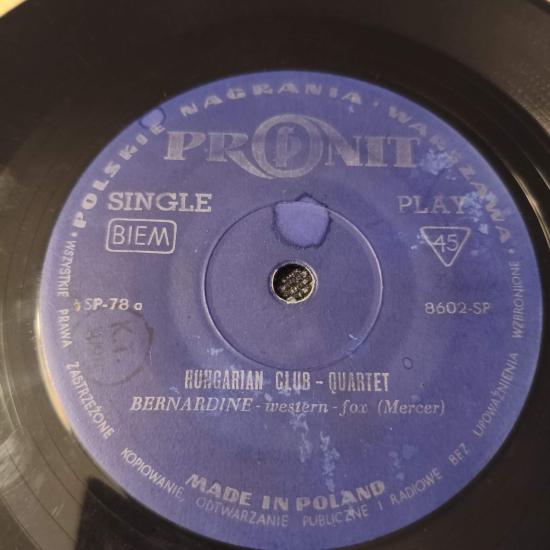 POLSKIE NAGRANIA · WARSZAWA ·
PRONIT
SINGLE PLAY
BIEM 45
SP-78 a 8602-SP
K.T.
HUNGARIAN CLUB - QUARTET
BERNARDINE - western - fox (Mercer)
MADE IN POLAND
WSZYSTKIE PRAWA ZASTRZEŻONE KOPIOWANIE, ODTWARZANIE PUBLICZNE I RADIOWE BEZ UPOWAŻNIENIA WZBRONIONE